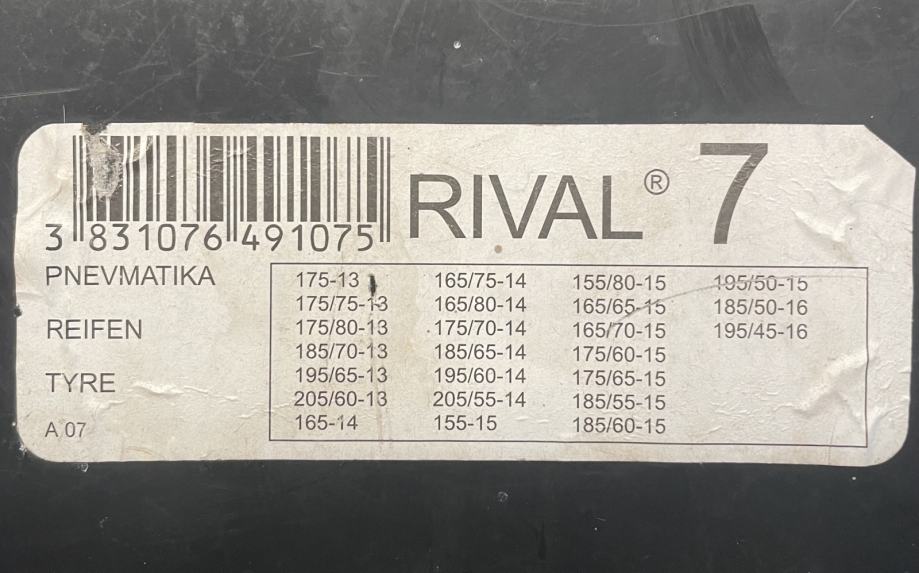 3 831076 491075
RIVAL® 7
PNEVMATIKA
REIFEN
TYRE
A 07
175-13 165/75-14 155/80-15 195/50-15
175/75-13 165/80-14 165/65-15 185/50-16
175/80-13 175/70-14 165/70-15 195/45-16
185/70-13 185/65-14 175/60-15
195/65-13 195/60-14 175/65-15
205/60-13 205/55-14 185/55-15
165-14 155-15 185/60-15